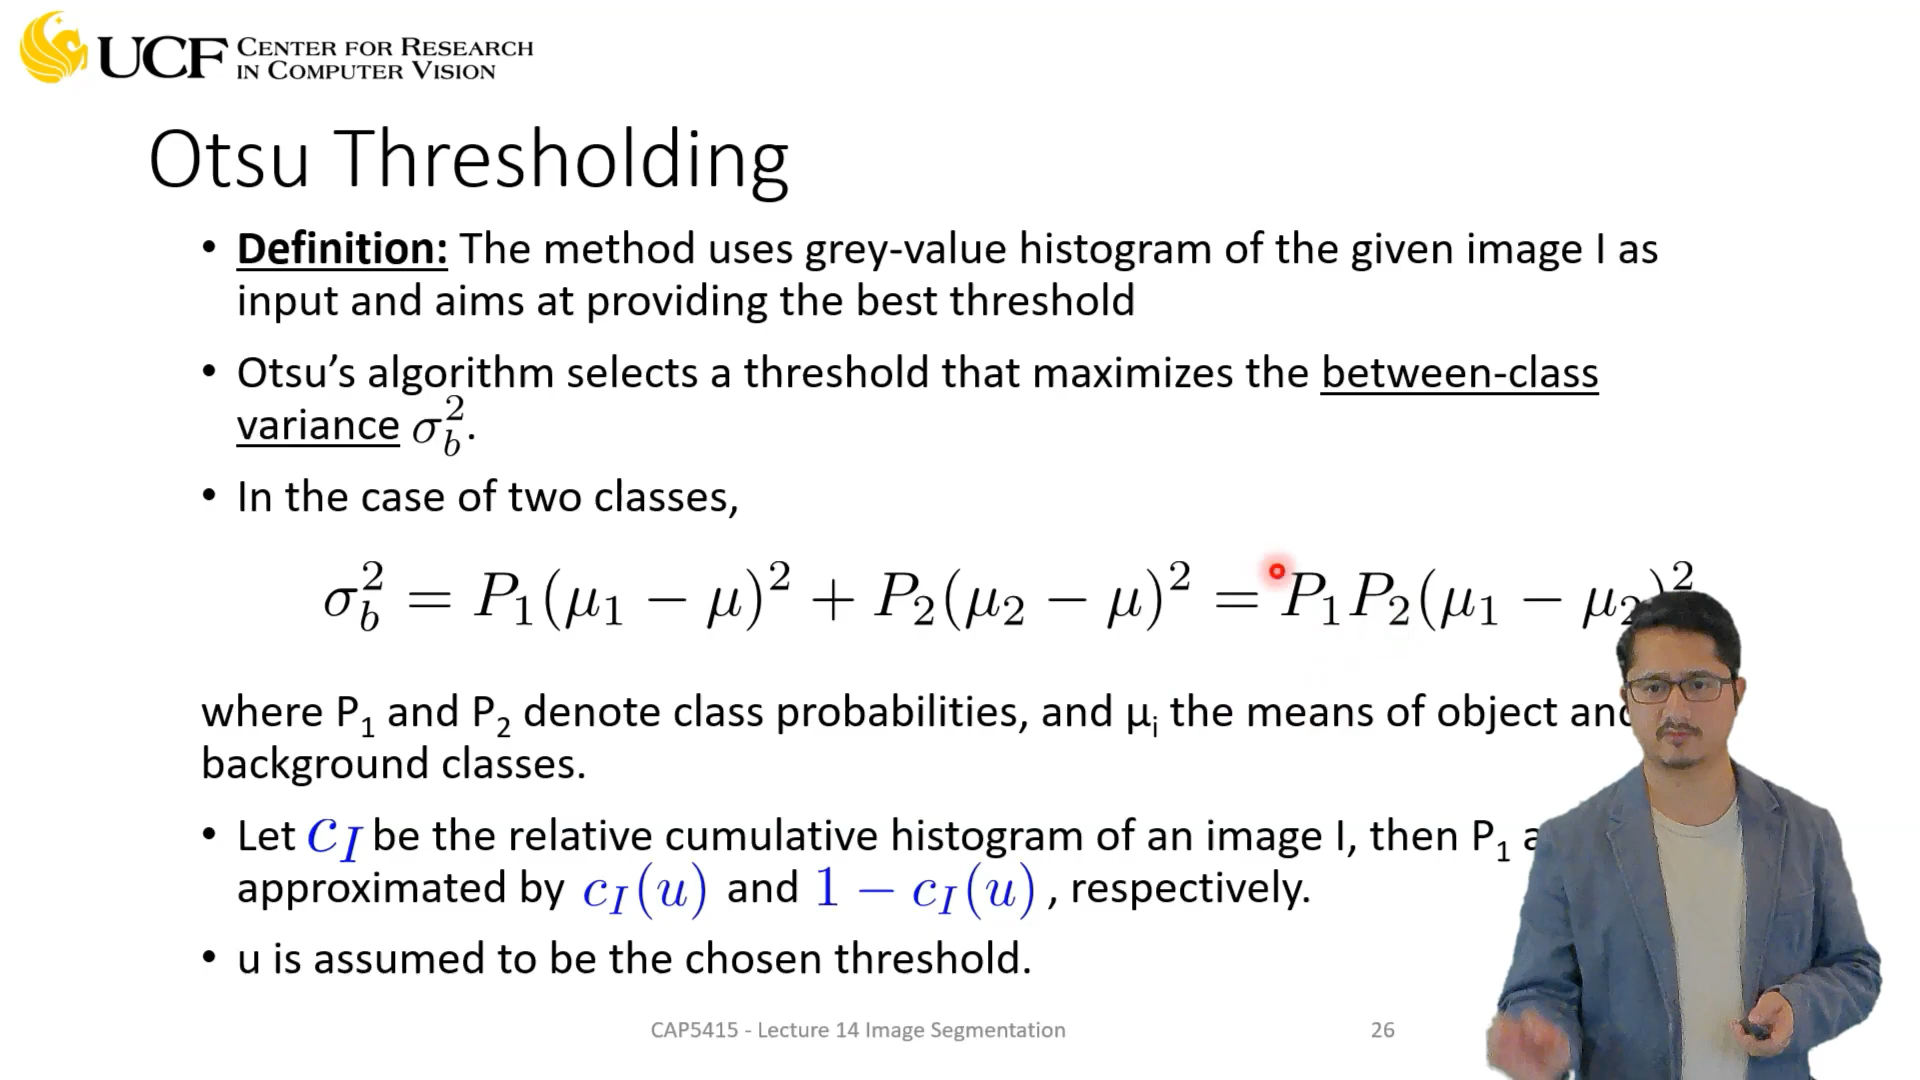 UCF CENTER FOR RESEARCH
IN COMPUTER VISION
Otsu Thresholding
• Definition: The method uses grey-value histogram of the given image I as
input and aims at providing the best threshold
• Otsu’s algorithm selects a threshold that maximizes the between-class
variance σ_b^2.
• In the case of two classes,
σ_b^2 = P_1(μ_1 − μ)^2 + P_2(μ_2 − μ)^2 = P_1P_2(μ_1 − μ_2)^2
where P_1 and P_2 denote class probabilities, and μ_i the means of object and
background classes.
• Let c_I be the relative cumulative histogram of an image I, then P_1
approximated by c_I(u) and 1 − c_I(u), respectively.
• u is assumed to be the chosen threshold.
CAP5415 - Lecture 14 Image Segmentation
26